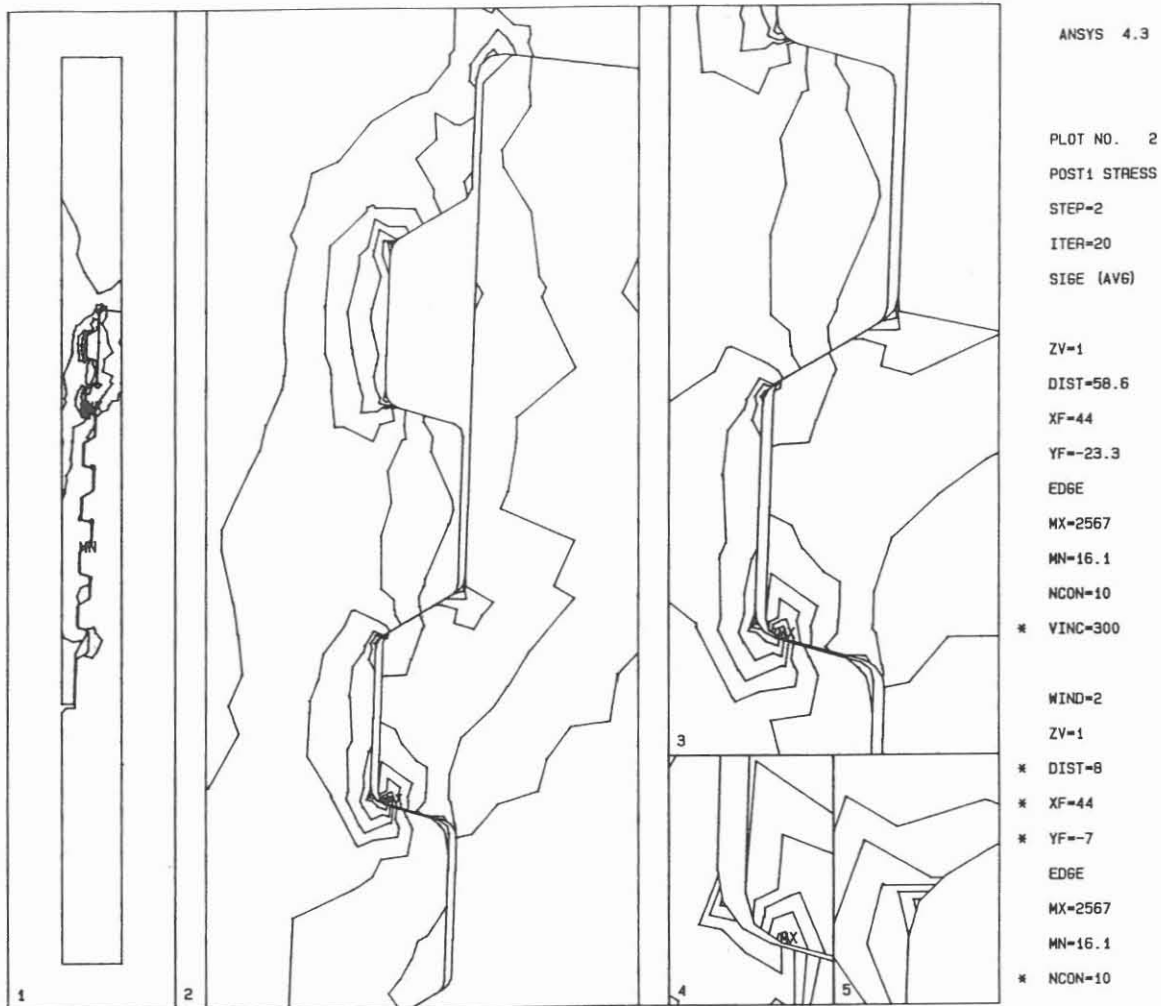 ANSYS 4.3
PLOT NO. 2
POST1 STRESS
STEP=2
ITER=20
SIGE (AVG)
ZV=1
DIST=58.6
XF=44
YF=-23.3
EDGE
MX=2567
MN=16.1
NCON=10
* VINC=300
WIND=2
ZV=1
* DIST=8
* XF=44
* YF=-7
EDGE
MX=2567
MN=16.1
* NCON=10
MN
MX
1
2
3
4
5